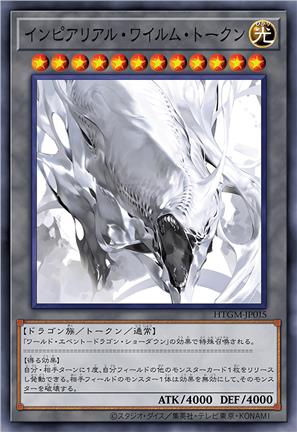 インピアリアル・ワイルム・トークン
光
HTGM-JP015
【ドラゴン族／トークン／通常】
「ワールド・エベント－ドラゴン・ショーダウン」の効果で特殊召喚される。
【得る効果】
自分・相手ターンに1度、自分フィールドの他のモンスターカード1枚をリリースし発動できる。相手フィールドのモンスター1体は効果を無効にして、そのモンスターを破壊する。
ATK/4000 DEF/4000
©スタジオ・ダイス／集英社・テレビ東京・KONAMI